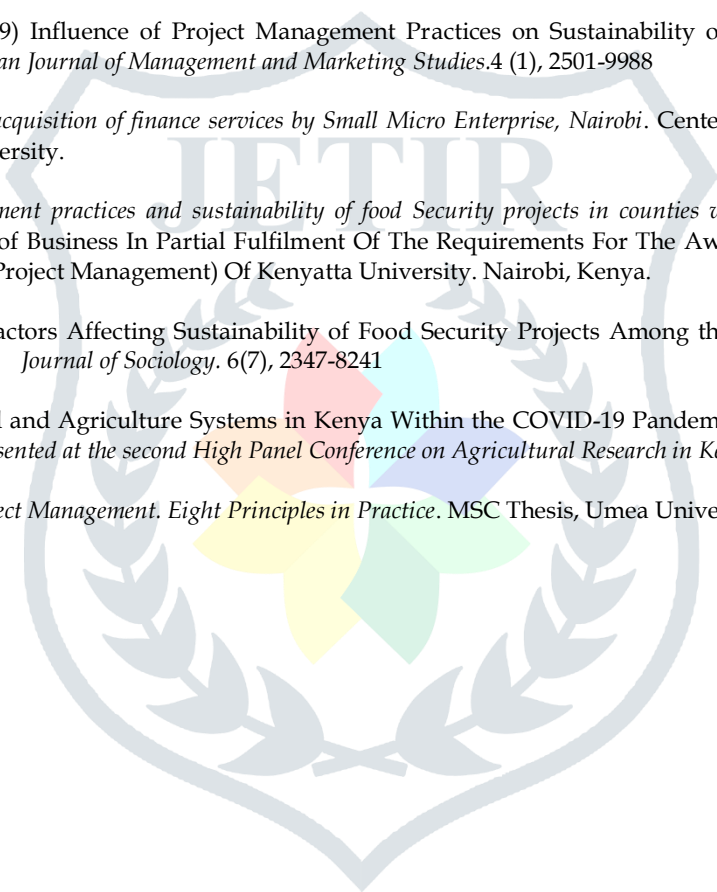 9) Influence of Project Management Practices on Sustainability o
an Journal of Management and Marketing Studies.4 (1), 2501-9988
acquisition of finance services by Small Micro Enterprise, Nairobi. Cente
ersity.
JETIR
ment practices and sustainability of food Security projects in counties
of Business In Partial Fulfilment Of The Requirements For The Aw
Project Management) Of Kenyatta University. Nairobi, Kenya.
actors Affecting Sustainability of Food Security Projects Among th
Journal of Sociology. 6(7), 2347-8241
and Agriculture Systems in Kenya Within the COVID-19 Pandem
sented at the second High Panel Conference on Agricultural Research in Ke
ect Management. Eight Principles in Practice. MSC Thesis, Umea Unive